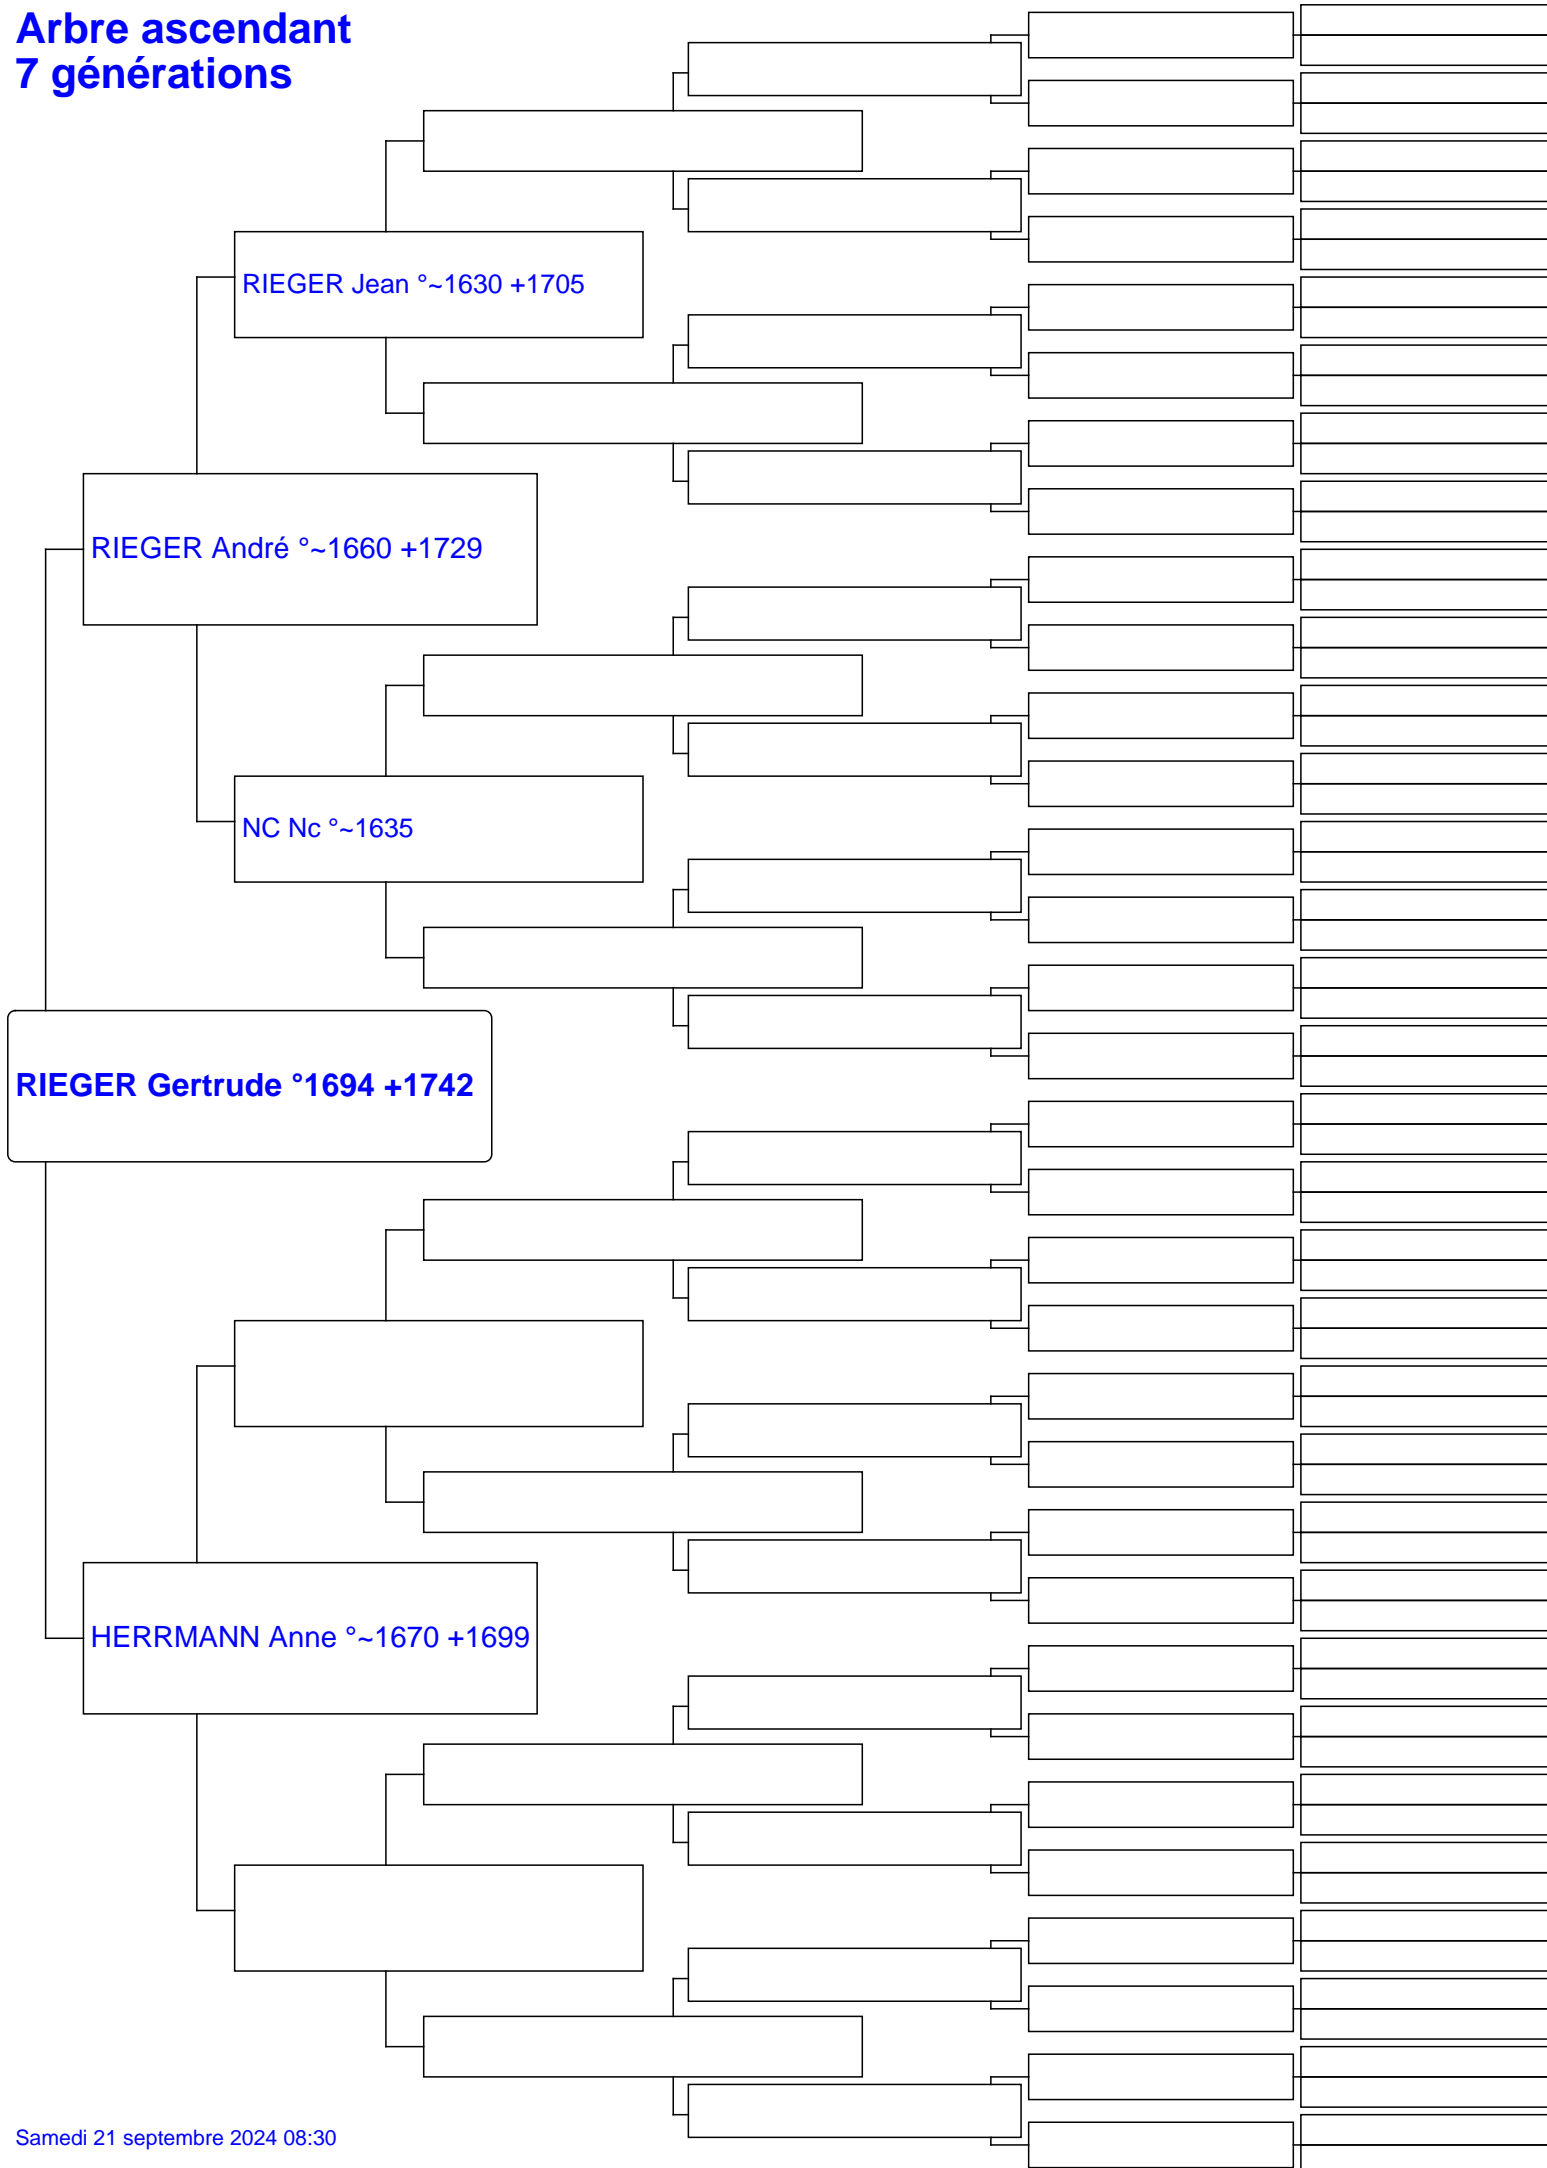 Arbre ascendant
7 générations
RIEGER Jean °~1630 +1705
RIEGER André °~1660 +1729
NC Nc °~1635
RIEGER Gertrude °1694 +1742
HERRMANN Anne °~1670 +1699
Samedi 21 septembre 2024 08:30